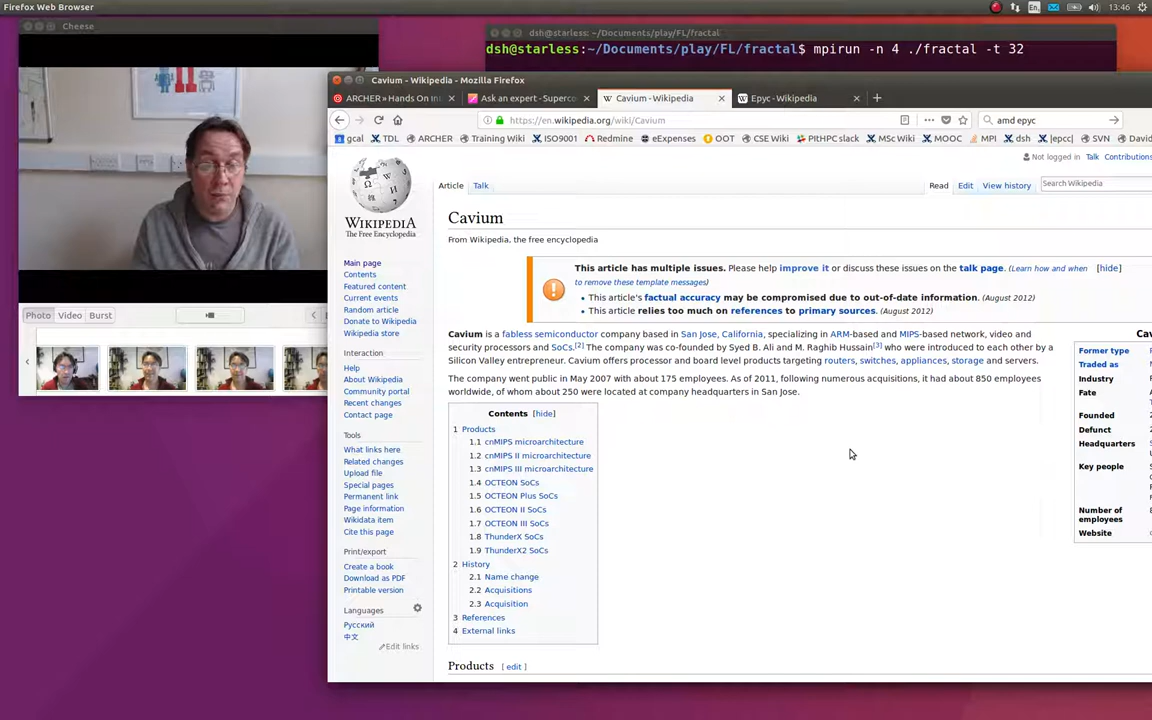 Firefox Web Browser
En
13:46
Cheese
Photo
Video
Burst
dsh@starless: ~/Documents/play/FL/fractal
dsh@starless:~/Documents/play/FL/fractal$ mpirun -n 4 ./fractal -t 32
Cavium - Wikipedia - Mozilla Firefox
ARCHER » Hands On
Ask an expert - Superco
Cavium - Wikipedia
Epyc - Wikipedia
https://en.wikipedia.org/wiki/Cavium
amd epyc
gcal
TDL
ARCHER
Training Wiki
ISO9001
Redmine
eExpenses
OOT
CSE Wiki
PitHPC slack
MSc Wiki
MOOC
MPI
dsh
[epcc]
SVN
David
WIKIPEDIA
The Free Encyclopedia
Main page
Contents
Featured content
Current events
Random article
Donate to Wikipedia
Wikipedia store
Interaction
Help
About Wikipedia
Community portal
Recent changes
Contact page
Tools
What links here
Related changes
Upload file
Special pages
Permanent link
Page information
Wikidata item
Cite this page
Print/export
Create a book
Download as PDF
Printable version
Languages
Русский
中文
Edit links
Not logged in Talk Contributions
Article Talk
Read Edit View history
Search Wikipedia
Cavium
From Wikipedia, the free encyclopedia
This article has multiple issues. Please help improve it or discuss these issues on the talk page. (Learn how and when [hide]
to remove these template messages)
• This article's factual accuracy may be compromised due to out-of-date information. (August 2012)
• This article relies too much on references to primary sources. (August 2012)
Cavium is a fabless semiconductor company based in San Jose, California, specializing in ARM-based and MIPS-based network, video and
security processors and SoCs.[2] The company was co-founded by Syed B. Ali and M. Raghib Hussain[3] who were introduced to each other by a
Silicon Valley entrepreneur. Cavium offers processor and board level products targeting routers, switches, appliances, storage and servers.
The company went public in May 2007 with about 175 employees. As of 2011, following numerous acquisitions, it had about 850 employees
worldwide, of whom about 250 were located at company headquarters in San Jose.
Contents [hide]
1 Products
1.1 cnMIPS microarchitecture
1.2 cnMIPS II microarchitecture
1.3 cnMIPS III microarchitecture
1.4 OCTEON SoCs
1.5 OCTEON Plus SoCs
1.6 OCTEON II SoCs
1.7 OCTEON III SoCs
1.8 ThunderX SoCs
1.9 ThunderX2 SoCs
2 History
2.1 Name change
2.2 Acquisitions
2.3 Acquisition
3 References
4 External links
Products [ edit ]
Former type
Traded as
Industry
Fate
Founded
Defunct
Headquarters
Key people
Number of
employees
Website